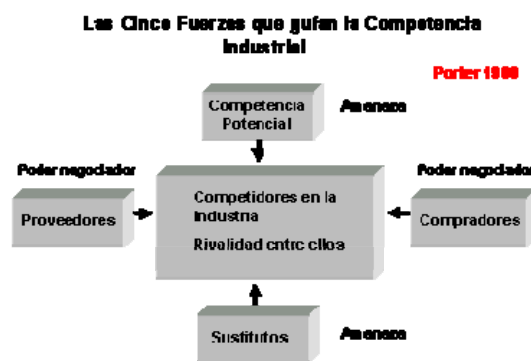 Las Cinco Fuerzas que guían la Competencia
Industrial
Porter 1980
Competencia
Potencial
Amenaza
Poder negociador
Poder negociador
Proveedores
Competidores en la
Industria
Rivalidad entre ellos
Compradores
Sustitutos
Amenaza